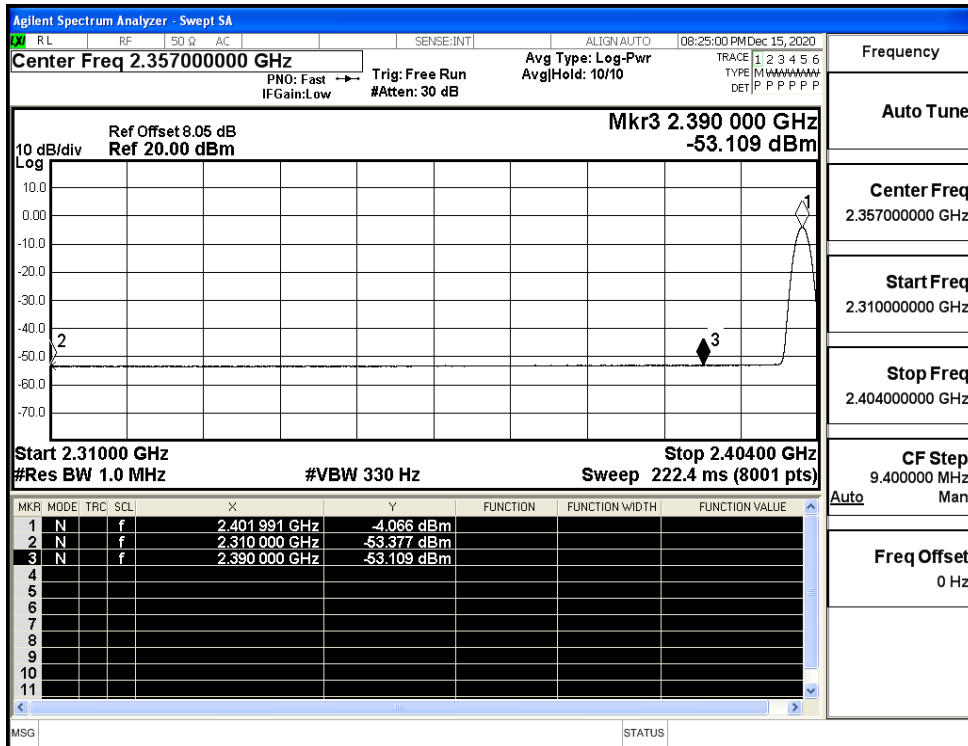 Agilent Spectrum Analyzer - Swept SA
LXI RL RF 50 Ω AC SENSE:INT ALIGN AUTO 08:25:00 PM Dec 15, 2020
Center Freq 2.357000000 GHz
PNO: Fast
IFGain:Low
Trig: Free Run
#Atten: 30 dB
Avg Type: Log-Pwr
Avg|Hold: 10/10
TRACE 1 2 3 4 5 6
TYPE M WWWWW
DET P P P P P P
Ref Offset 8.05 dB
10 dB/div Ref 20.00 dBm
Log
Mkr3 2.390 000 GHz
-53.109 dBm
10.0
0.00
-10.0
-20.0
-30.0
-40.0
-50.0
-60.0
-70.0
1
2
3
Start 2.31000 GHz Stop 2.40400 GHz
#Res BW 1.0 MHz #VBW 330 Hz Sweep 222.4 ms (8001 pts)
MKR MODE TRC SCL X Y FUNCTION FUNCTION WIDTH FUNCTION VALUE
1 N f 2.401 991 GHz -4.066 dBm
2 N f 2.310 000 GHz -53.377 dBm
3 N f 2.390 000 GHz -53.109 dBm
4
5
6
7
8
9
10
11
MSG STATUS
Frequency
Auto Tune
Center Freq
2.357000000 GHz
Start Freq
2.310000000 GHz
Stop Freq
2.404000000 GHz
CF Step
9.400000 MHz
Auto Man
Freq Offset
0 Hz